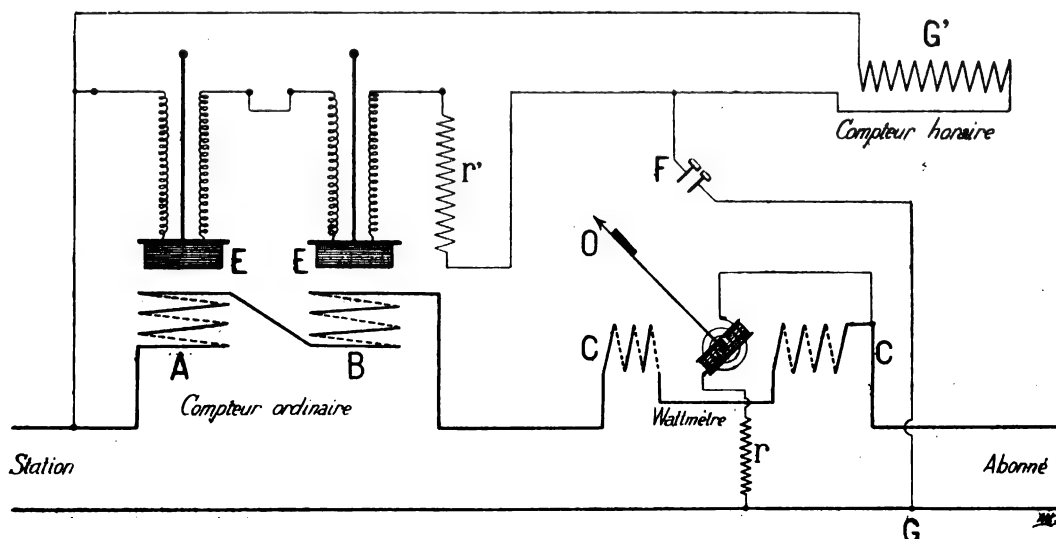 G'
Compteur horaire
r'
F
E
E
O
A
B
C
C
Compteur ordinaire
Wattmètre
r
Station
Abonné
G